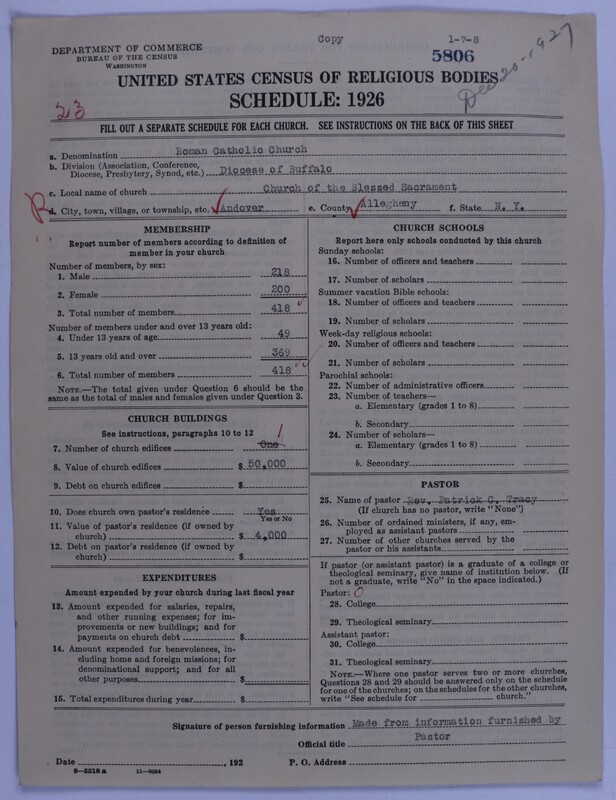 Copy
1-7-8
5806
Dec 20-1927
DEPARTMENT OF COMMERCE
BUREAU OF THE CENSUS
WASHINGTON
UNITED STATES CENSUS OF RELIGIOUS BODIES
SCHEDULE: 1926
23
FILL OUT A SEPARATE SCHEDULE FOR EACH CHURCH. SEE INSTRUCTIONS ON THE BACK OF THIS SHEET
a. Denomination Roman Catholic Church
b. Division (Association, Conference, Diocese, Presbytery, Synod, etc.) Diocese of Buffalo
c. Local name of church Church of the Blessed Sacrament
R
d. City, town, village, or township, etc. Andover e. County Allegheny f. State N. Y.
MEMBERSHIP
Report number of members according to definition of
member in your church
Number of members, by sex:
1. Male 218
2. Female 200
3. Total number of members 418
Number of members under and over 13 years old:
4. Under 13 years of age 49
5. 13 years old and over 369
6. Total number of members 418
NOTE.—The total given under Question 6 should be
same as the total of males and females given under Question 3.
CHURCH BUILDINGS
See instructions, paragraphs 10 to 12
7. Number of church edifices One 1
8. Value of church edifices $ 50,000
9. Debt on church edifices $
10. Does church own pastor's residence? Yes
Yes or No
11. Value of pastor's residence (if owned by
church) $ 4,000
12. Debt on pastor's residence (if owned by
church) $
EXPENDITURES
Amount expended by your church during last fiscal year
13. Amount expended for salaries, repairs,
and other running expenses; for im-
provements or new buildings; and for
payments on church debt $
14. Amount expended for benevolences, in-
cluding home and foreign missions; for
denominational support; and for all
other purposes $
15. Total expenditures during year $
CHURCH SCHOOLS
Report here only schools conducted by this church
Sunday schools:
16. Number of officers and teachers
17. Number of scholars
Summer vacation Bible schools:
18. Number of officers and teachers
19. Number of scholars
Week-day religious schools:
20. Number of officers and teachers
21. Number of scholars
Parochial schools:
22. Number of administrative officers
23. Number of teachers—
a. Elementary (grades 1 to 8)
b. Secondary
24. Number of scholars—
a. Elementary (grades 1 to 8)
b. Secondary
PASTOR
25. Name of pastor Rev. Patrick C. Tracy
(If church has no pastor, write "None")
26. Number of ordained ministers, if any, em-
ployed as assistant pastors
27. Number of other churches served by the
pastor or his assistants
If pastor (or assistant pastor) is a graduate of a college or
theological seminary, give name of institution below. (If
not a graduate, write "No" in the space indicated.)
Pastor: 0
28. College
29. Theological seminary
Assistant pastor:
30. College
31. Theological seminary
NOTE.—Where one pastor serves two or more churches,
Questions 28 and 29 should be answered only on the schedule
for one of the churches; on the schedules for the other churches,
write "See schedule for church."
Signature of person furnishing information Made from information furnished by
Official title Pastor
Date , 192 P. O. Address
8—5518 a 11—9054